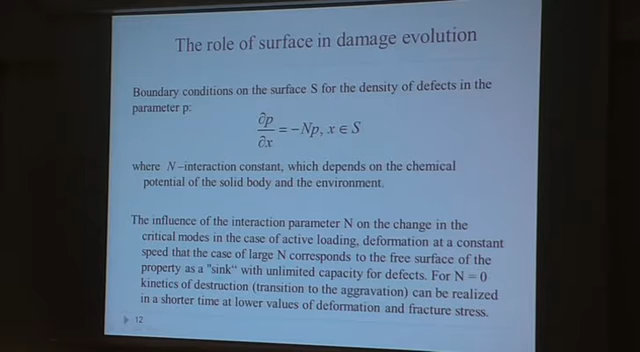 The role of surface in damage evolution
Boundary conditions on the surface S for the density of defects in the
parameter p:
∂p/∂x = −Np, x ∈ S
where N–interaction constant, which depends on the chemical
potential of the solid body and the environment.
The influence of the interaction parameter N on the change in the
critical modes in the case of active loading, deformation at a constant
speed that the case of large N corresponds to the free surface of the
property as a "sink“ with unlimited capacity for defects. For N = 0
kinetics of destruction (transition to the aggravation) can be realized
in a shorter time at lower values of deformation and fracture stress.
12